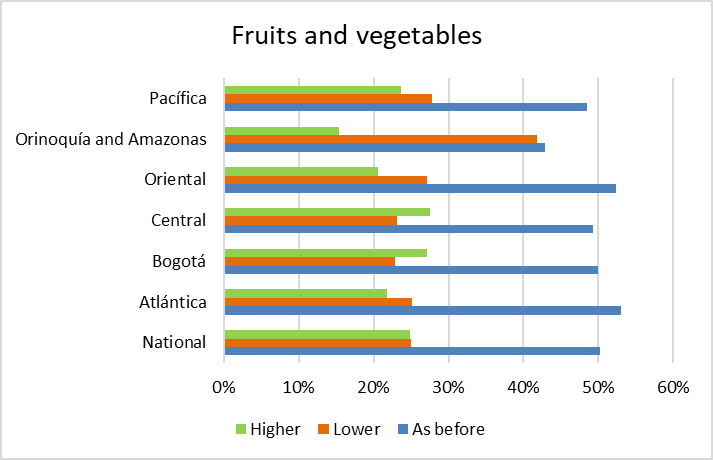 Fruits and vegetables
Pacífica
Orinoquía and Amazonas
Oriental
Central
Bogotá
Atlántica
National
0% 10% 20% 30% 40% 50% 60%
Higher Lower As before